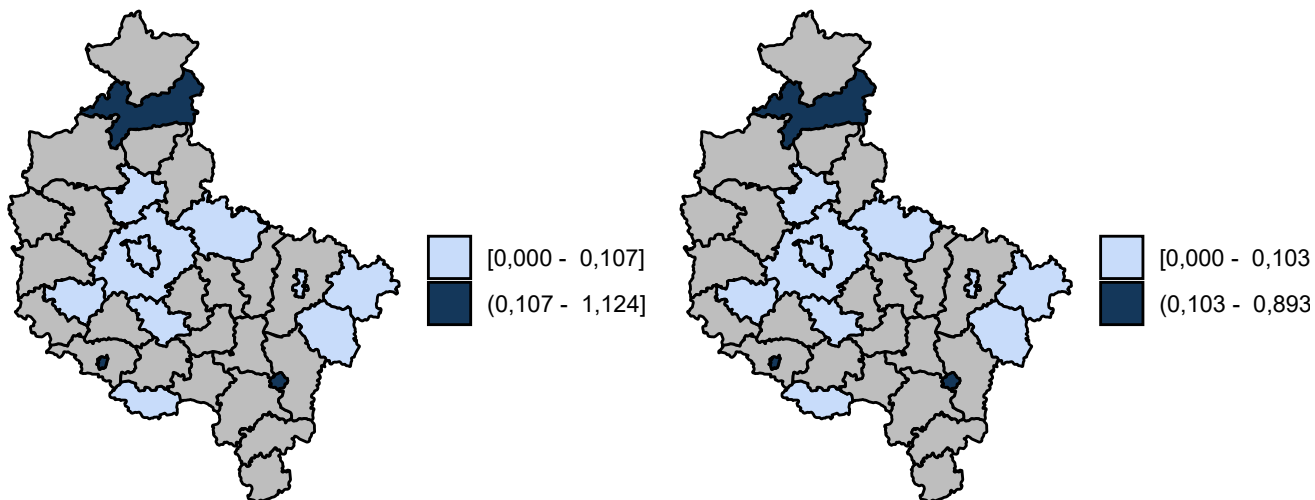 [0,000 -  0,107]
(0,107 -  1,124]
[0,000 -  0,103
(0,103 -  0,893